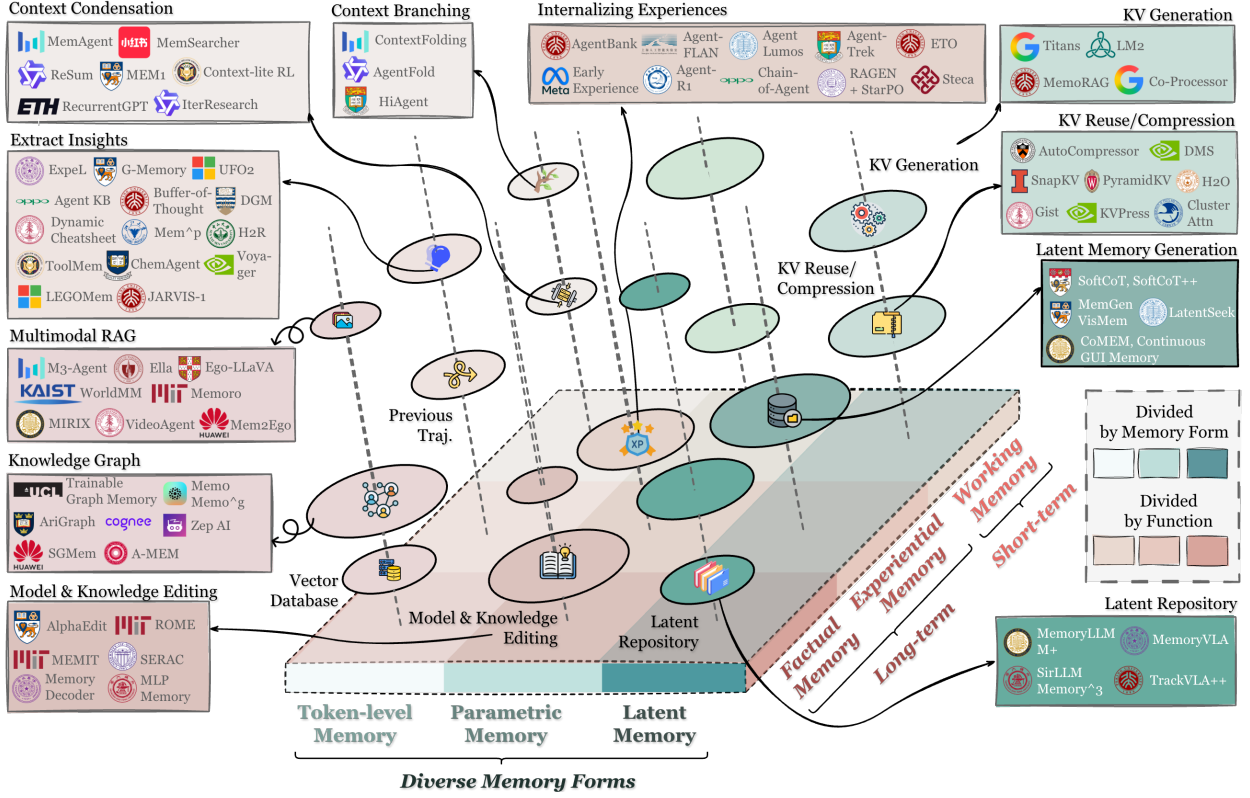 Context Condensation
MemAgent
小红书
MemSearcher
ReSum
MEM1
Context-lite RL
ETH
RecurrentGPT
IterResearch
Context Branching
ContextFolding
AgentFold
HiAgent
Internalizing Experiences
AgentBank
Agent-
FLAN
Agent
Lumos
Agent-
Trek
ETO
Meta
Early
Experience
Agent-
R1
oppo
Chain-
of-Agent
RAGEN
+ StarPO
Steca
KV Generation
Titans
LM2
MemoRAG
Co-Processor
Extract Insights
ExpeL
G-Memory
UFO2
oppo
Agent KB
Buffer-of-
Thought
DGM
Dynamic
Cheatsheet
Mem^p
H2R
ToolMem
ChemAgent
Voya-
ger
LEGOMem
JARVIS-1
KV Reuse/Compression
AutoCompressor
DMS
SnapKV
PyramidKV
H2O
Gist
KVPress
Cluster
Attn
KV Generation
KV Reuse/
Compression
Latent Memory Generation
SoftCoT, SoftCoT++
MemGen
VisMem
LatentSeek
CoMEM, Continuous
GUI Memory
Multimodal RAG
M3-Agent
Ella
Ego-LLaVA
KAIST
WorldMM
MIT
Memoro
MIRIX
VideoAgent
HUAWEI
Mem2Ego
Previous
Traj.
XP
Divided
by Memory Form
Divided
by Function
Knowledge Graph
UCL
Trainable
Graph Memory
Mem0
Memo^g
AriGraph
cognee
Zep AI
HUAWEI
SGMem
A-MEM
Vector
Database
Model & Knowledge
Editing
Latent
Repository
Working
Memory
Short-term
Experiential
Memory
Factual
Memory
Long-term
Model & Knowledge Editing
AlphaEdit
MIT
ROME
MIT
MEMIT
SERAC
Memory
Decoder
MLP
Memory
Latent Repository
MemoryLLM
M+
MemoryVLA
SirLLM
Memory^3
TrackVLA++
Token-level
Memory
Parametric
Memory
Latent
Memory
Diverse Memory Forms